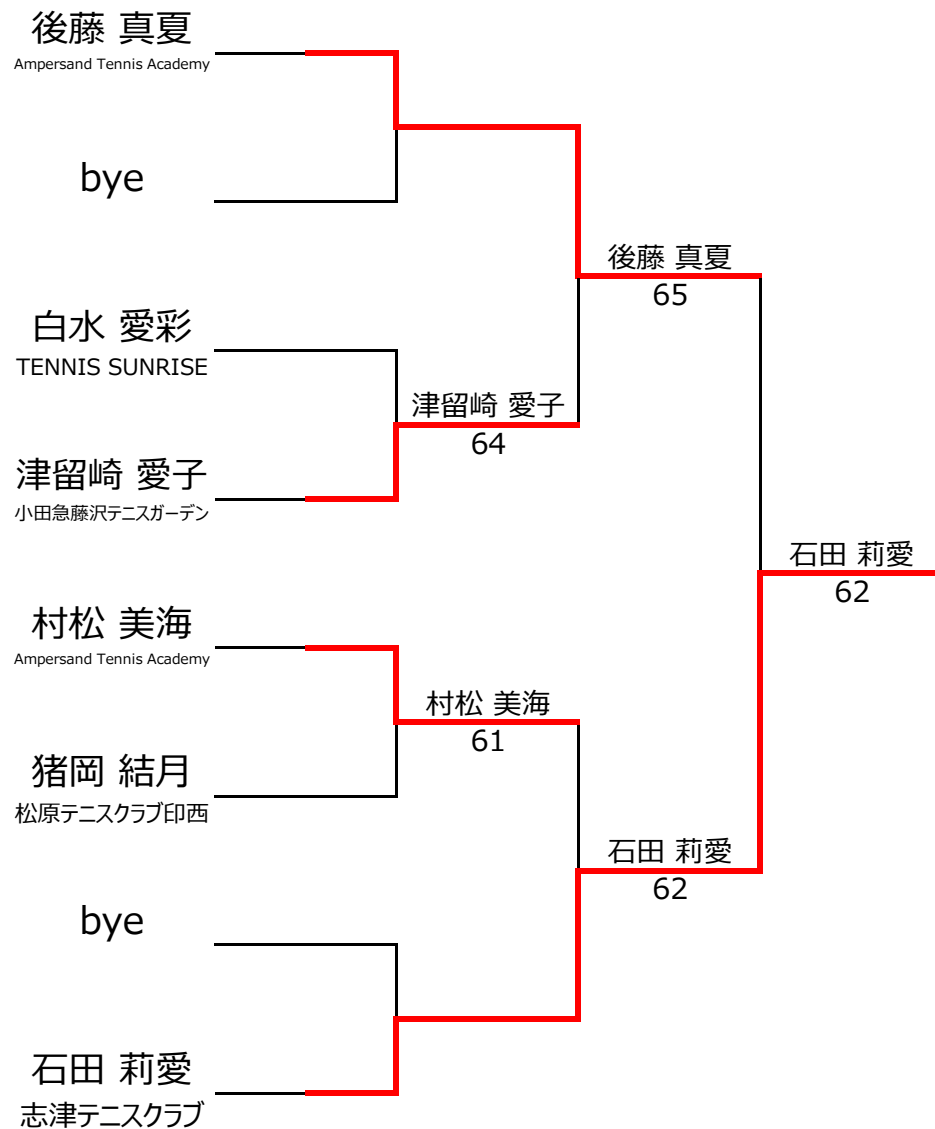 後藤 真夏
Ampersand Tennis Academy
bye
白水 愛彩
TENNIS SUNRISE
津留崎 愛子
小田急藤沢テニスガーデン
村松 美海
Ampersand Tennis Academy
猪岡 結月
松原テニスクラブ印西
bye
石田 莉愛
志津テニスクラブ
津留崎 愛子
64
村松 美海
61
後藤 真夏
65
石田 莉愛
62
石田 莉愛
62